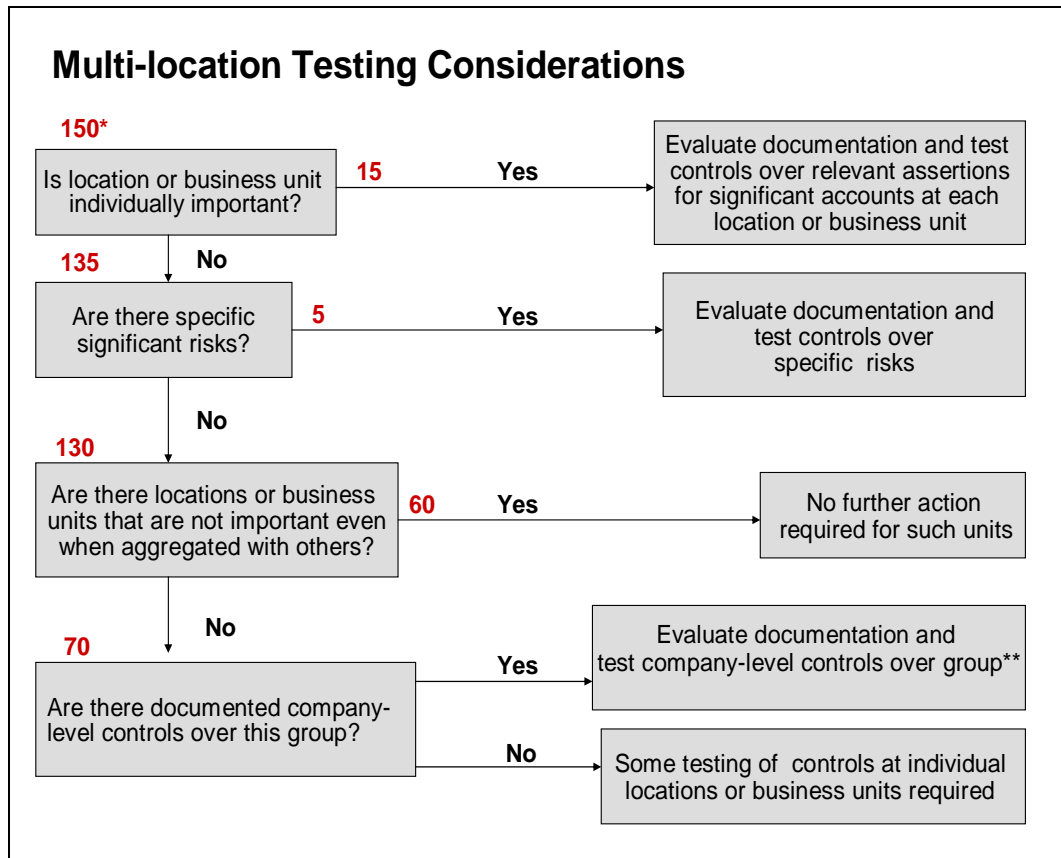 Multi-location Testing Considerations
150*
Is location or business unit
individually important?
15
Yes
Evaluate documentation and test
controls over relevant assertions
for significant accounts at each
location or business unit
No
135
Are there specific
significant risks?
5
Yes
Evaluate documentation and
test controls over
specific risks
No
130
Are there locations or business
units that are not important even
when aggregated with others?
60
Yes
No further action
required for such units
No
70
Are there documented company-
level controls over this group?
Yes
Evaluate documentation and
test company-level controls over group**
No
Some testing of controls at individual
locations or business units required